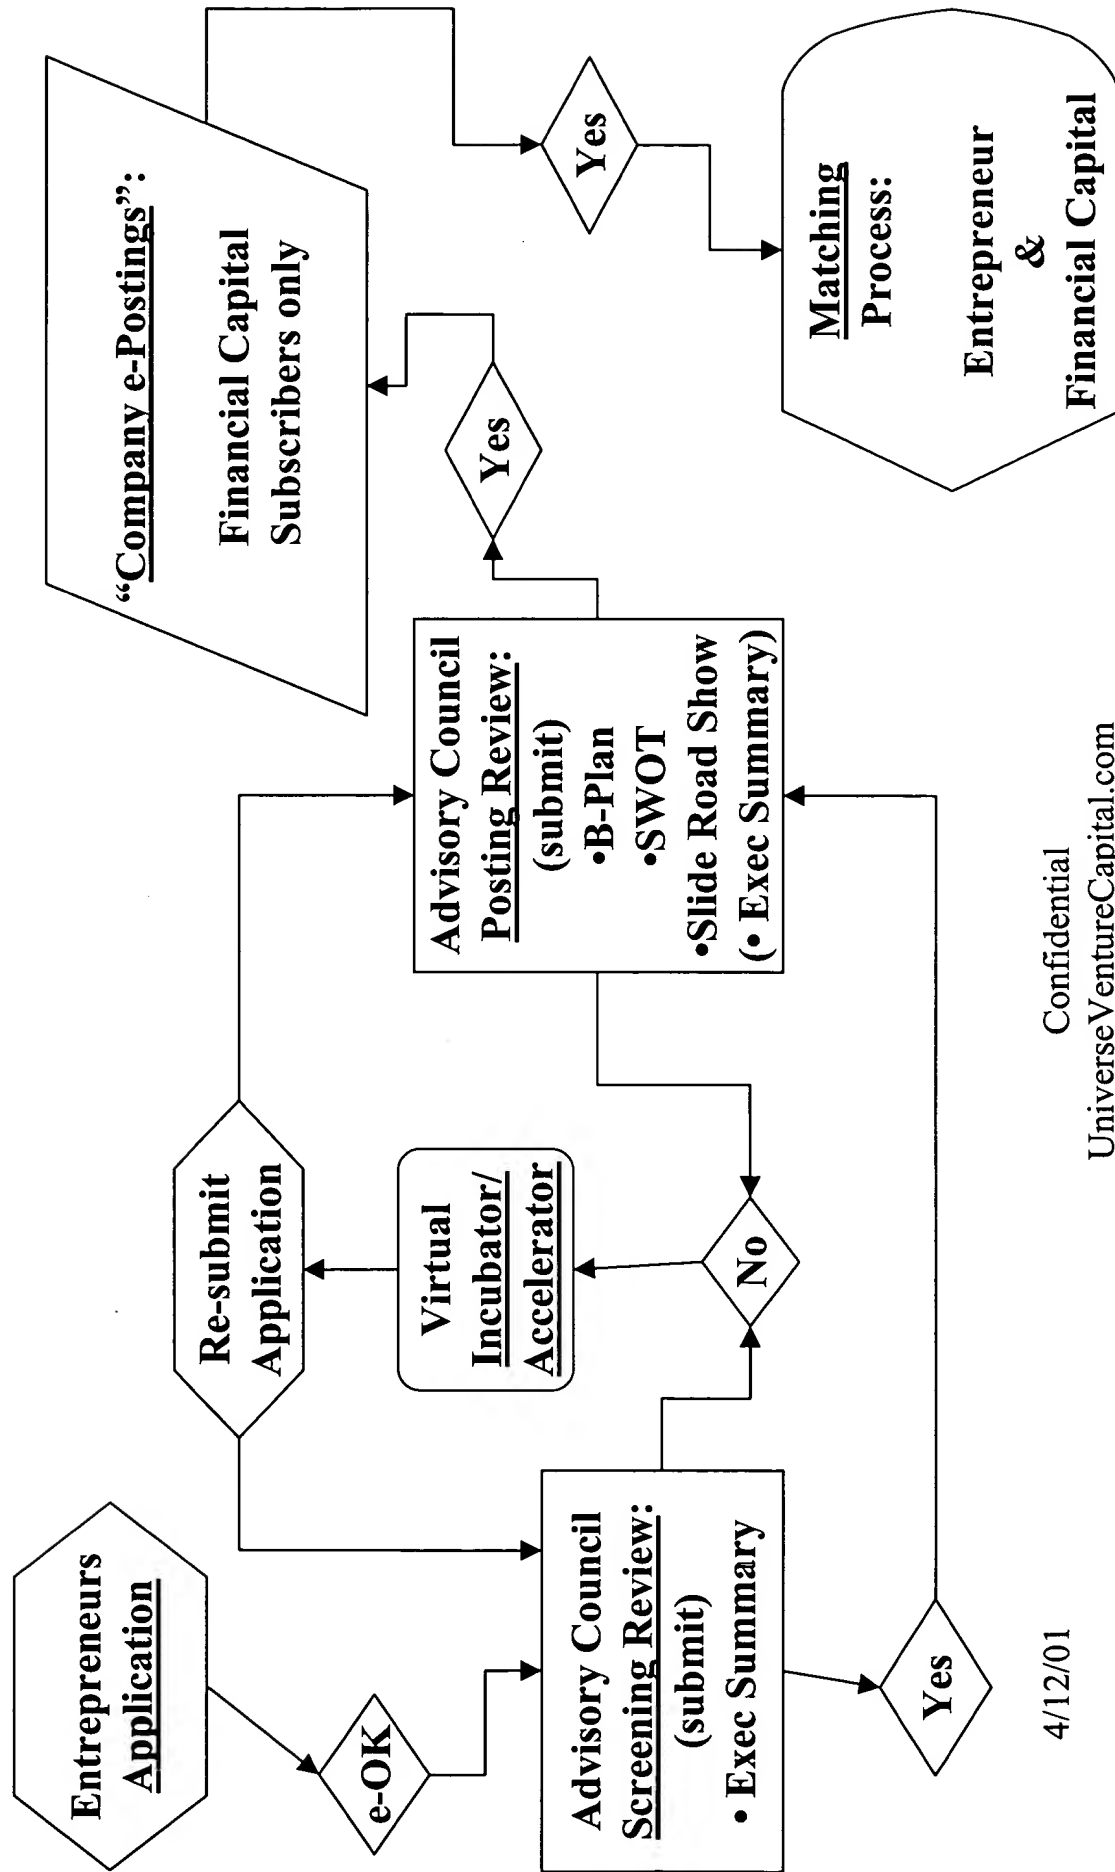 Entrepreneurs
Application
e-OK
Advisory Council
Screening Review:
(submit)
• Exec Summary
Yes
Re-submit
Application
Virtual
Incubator/
Accelerator
No
Advisory Council
Posting Review:
(submit)
•B-Plan
•SWOT
•Slide Road Show
(• Exec Summary)
Yes
“Company e-Postings”:
Financial Capital
Subscribers only
Yes
Matching
Process:
Entrepreneur
&
Financial Capital
4/12/01
Confidential
UniverseVentureCapital.com